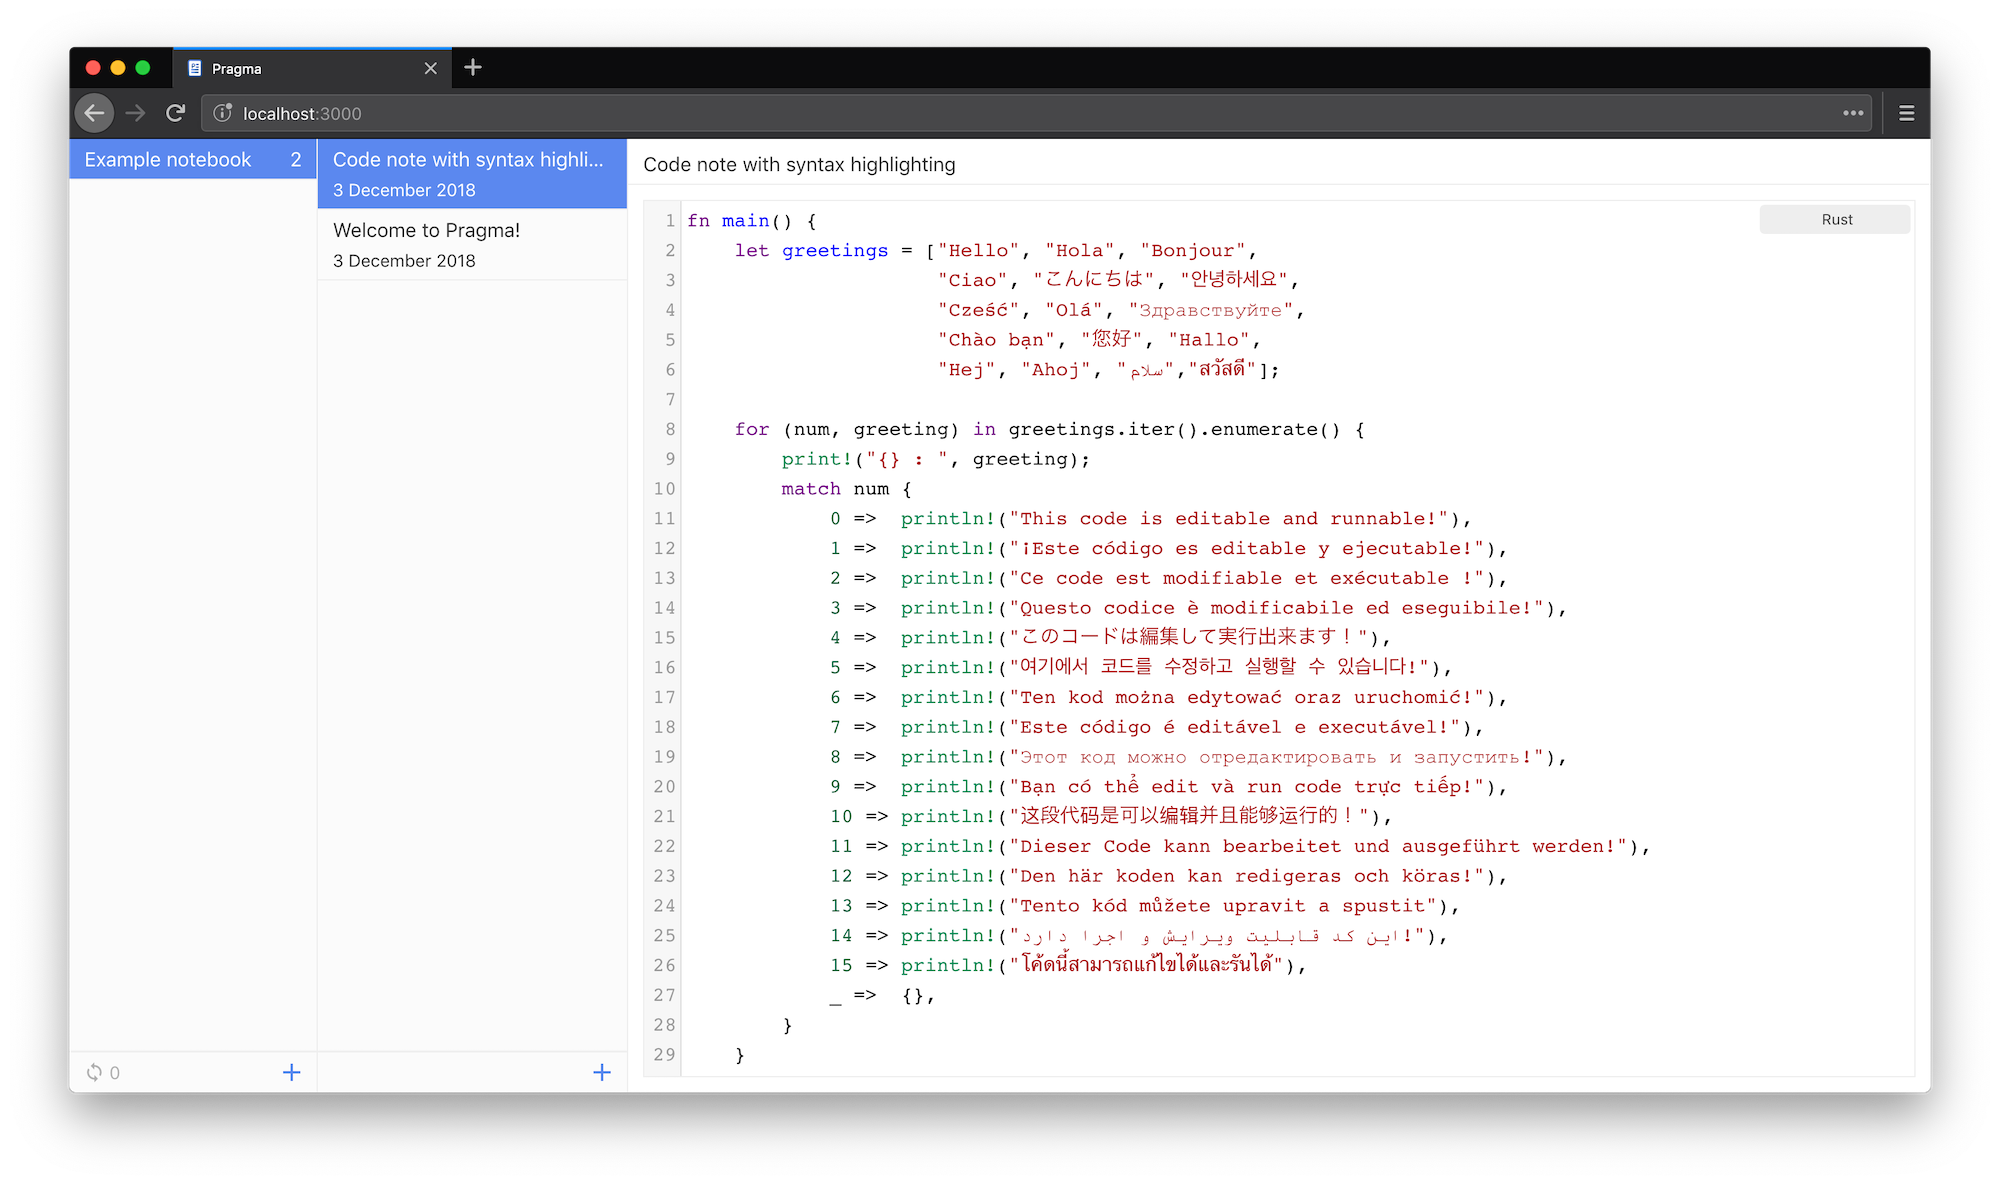 Pragma
localhost:3000
Example notebook 2
Code note with syntax highli...
3 December 2018
Welcome to Pragma!
3 December 2018
0
Code note with syntax highlighting
Rust
1 fn main() {
2     let greetings = ["Hello", "Hola", "Bonjour",
3                      "Ciao", "こんにちは", "안녕하세요",
4                      "Cześć", "Olá", "Здравствуйте",
5                      "Chào bạn", "您好", "Hallo",
6                      "Hej", "Ahoj", "سلام","สวัสดี"];
7
8     for (num, greeting) in greetings.iter().enumerate() {
9         print!("{} : ", greeting);
10         match num {
11             0 =>  println!("This code is editable and runnable!"),
12             1 =>  println!("¡Este código es editable y ejecutable!"),
13             2 =>  println!("Ce code est modifiable et exécutable !"),
14             3 =>  println!("Questo codice è modificabile ed eseguibile!"),
15             4 =>  println!("このコードは編集して実行出来ます！"),
16             5 =>  println!("여기에서 코드를 수정하고 실행할 수 있습니다!"),
17             6 =>  println!("Ten kod można edytować oraz uruchomić!"),
18             7 =>  println!("Este código é editável e executável!"),
19             8 =>  println!("Этот код можно отредактировать и запустить!"),
20             9 =>  println!("Bạn có thể edit và run code trực tiếp!"),
21             10 => println!("这段代码是可以编辑并且能够运行的！"),
22             11 => println!("Dieser Code kann bearbeitet und ausgeführt werden!"),
23             12 => println!("Den här koden kan redigeras och köras!"),
24             13 => println!("Tento kód můžete upravit a spustit"),
25             14 => println!("این کد قابلیت ویرایش و اجرا دارد!"),
26             15 => println!("โค้ดนี้สามารถแก้ไขได้และรันได้"),
27             _ =>  {},
28         }
29     }